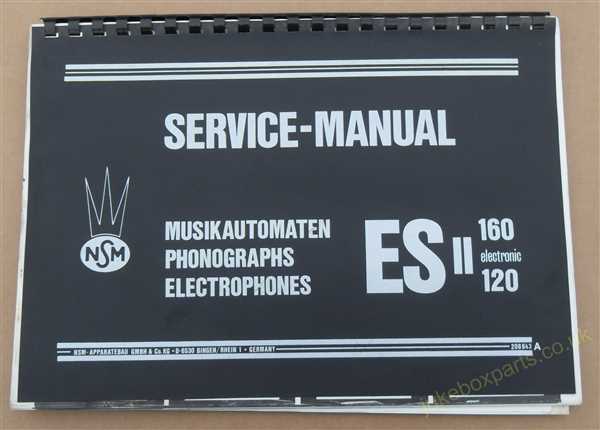 SERVICE-MANUAL
NSM
MUSIKAUTOMATEN
PHONOGRAPHS
ELECTROPHONES
ES II 160
electronic
120
NSM-APPARATEBAU GMBH & Co. KG • D-6530 BINGEN/RHEIN 1 • GERMANY
206643 A
jukeboxparts.co.uk